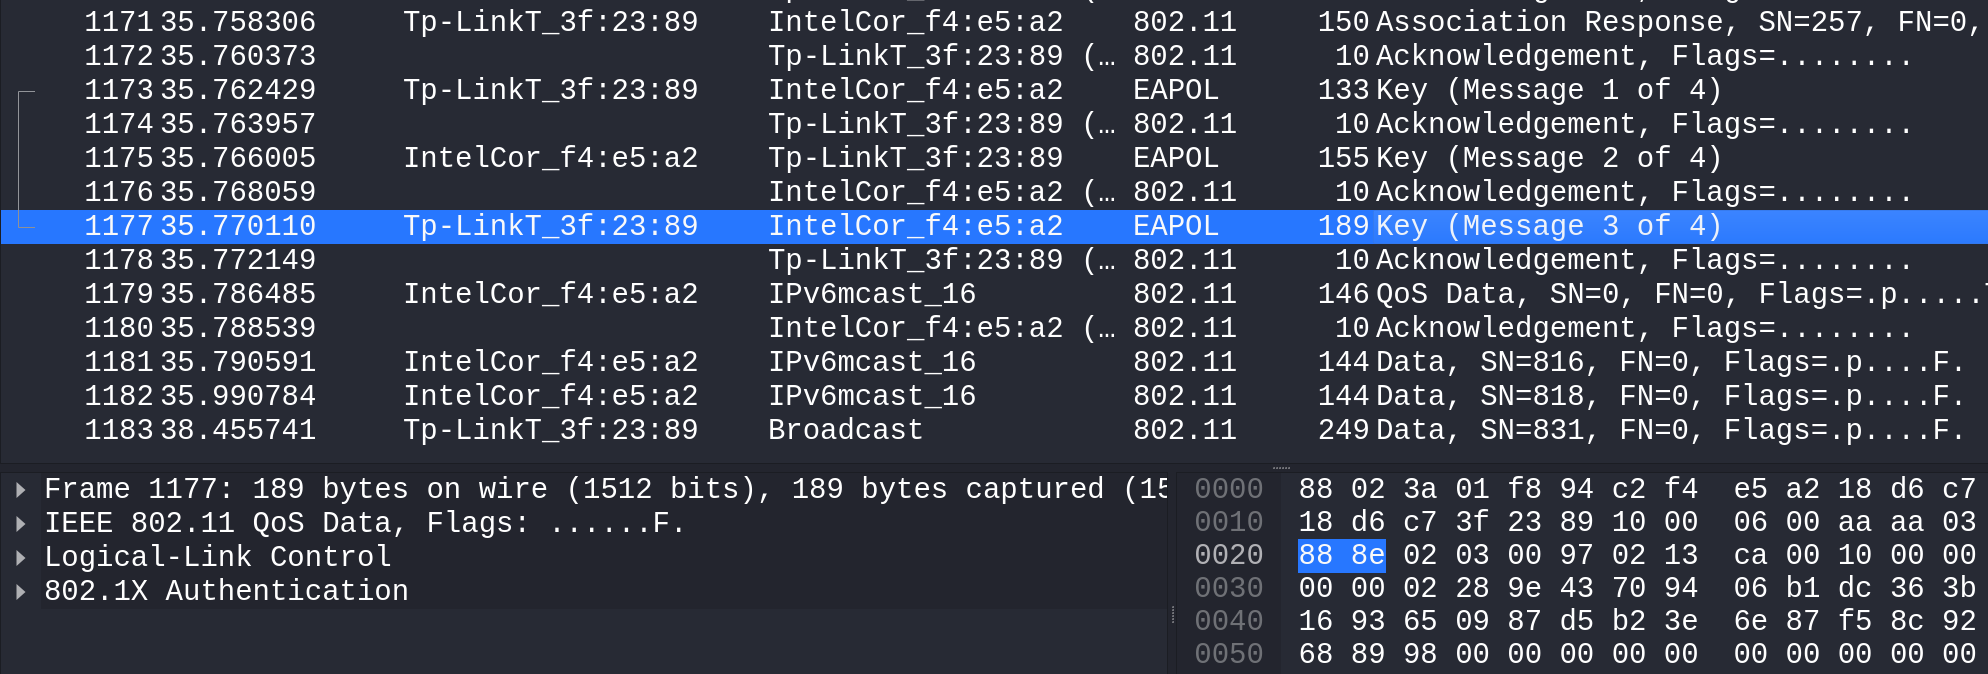 1171 35.758306 Tp-LinkT_3f:23:89 IntelCor_f4:e5:a2 802.11 150 Association Response, SN=257, FN=0,
1172 35.760373 Tp-LinkT_3f:23:89 (… 802.11 10 Acknowledgement, Flags=........
1173 35.762429 Tp-LinkT_3f:23:89 IntelCor_f4:e5:a2 EAPOL 133 Key (Message 1 of 4)
1174 35.763957 Tp-LinkT_3f:23:89 (… 802.11 10 Acknowledgement, Flags=........
1175 35.766005 IntelCor_f4:e5:a2 Tp-LinkT_3f:23:89 EAPOL 155 Key (Message 2 of 4)
1176 35.768059 IntelCor_f4:e5:a2 (… 802.11 10 Acknowledgement, Flags=........
1177 35.770110 Tp-LinkT_3f:23:89 IntelCor_f4:e5:a2 EAPOL 189 Key (Message 3 of 4)
1178 35.772149 Tp-LinkT_3f:23:89 (… 802.11 10 Acknowledgement, Flags=........
1179 35.786485 IntelCor_f4:e5:a2 IPv6mcast_16 802.11 146 QoS Data, SN=0, FN=0, Flags=.p.....
1180 35.788539 IntelCor_f4:e5:a2 (… 802.11 10 Acknowledgement, Flags=........
1181 35.790591 IntelCor_f4:e5:a2 IPv6mcast_16 802.11 144 Data, SN=816, FN=0, Flags=.p....F.
1182 35.990784 IntelCor_f4:e5:a2 IPv6mcast_16 802.11 144 Data, SN=818, FN=0, Flags=.p....F.
1183 38.455741 Tp-LinkT_3f:23:89 Broadcast 802.11 249 Data, SN=831, FN=0, Flags=.p....F.
Frame 1177: 189 bytes on wire (1512 bits), 189 bytes captured (15
IEEE 802.11 QoS Data, Flags: ......F.
Logical-Link Control
802.1X Authentication
0000 88 02 3a 01 f8 94 c2 f4 e5 a2 18 d6 c7
0010 18 d6 c7 3f 23 89 10 00 06 00 aa aa 03
0020 88 8e 02 03 00 97 02 13 ca 00 10 00 00
0030 00 00 02 28 9e 43 70 94 06 b1 dc 36 3b
0040 16 93 65 09 87 d5 b2 3e 6e 87 f5 8c 92
0050 68 89 98 00 00 00 00 00 00 00 00 00 00